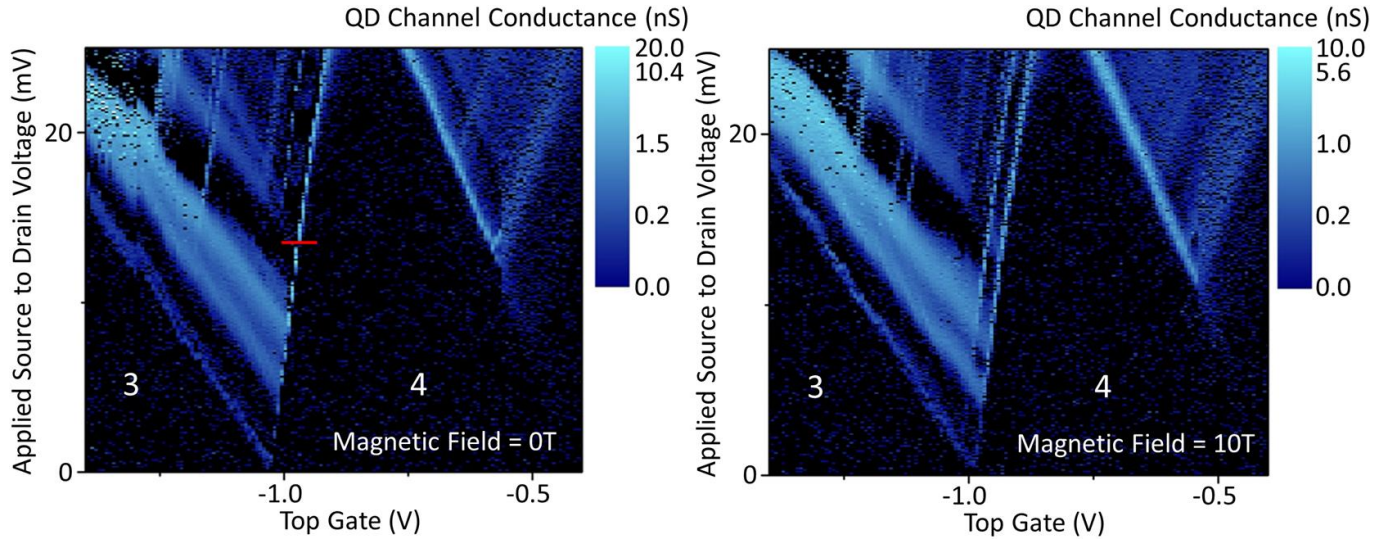 QD Channel Conductance (nS)
20.0
10.4
1.5
0.2
0.0
Applied Source to Drain Voltage (mV)
20
0
3
4
Magnetic Field = 0T
-1.0
-0.5
Top Gate (V)
QD Channel Conductance (nS)
10.0
5.6
1.0
0.2
0.0
Applied Source to Drain Voltage (mV)
20
0
3
4
Magnetic Field = 10T
-1.0
-0.5
Top Gate (V)